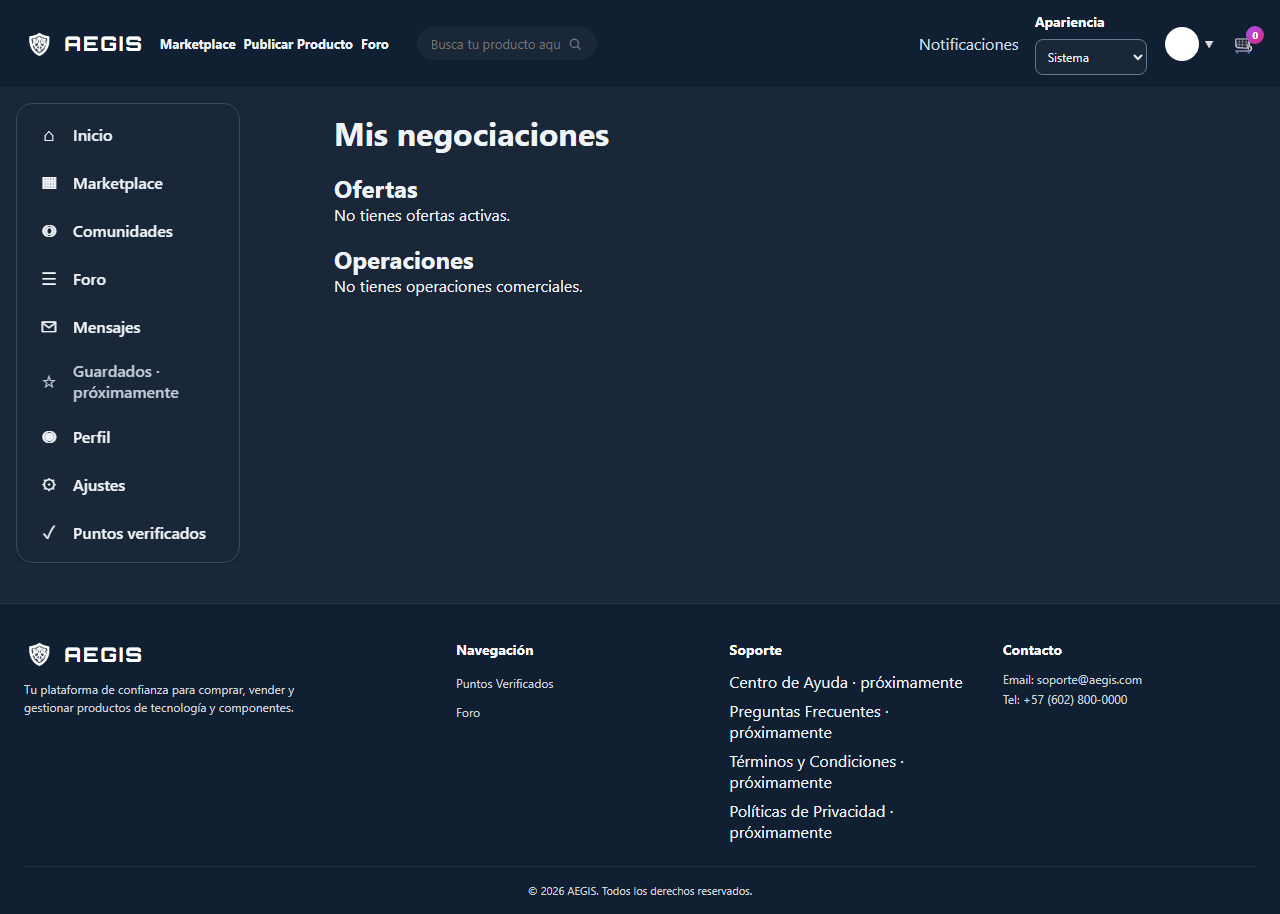 AEGIS
Marketplace Publicar Producto Foro
Busca tu producto aqu
Notificaciones
Apariencia
Sistema
0
Inicio
Marketplace
Comunidades
Foro
Mensajes
Guardados ·
próximamente
Perfil
Ajustes
Puntos verificados
Mis negociaciones
Ofertas
No tienes ofertas activas.
Operaciones
No tienes operaciones comerciales.
AEGIS
Tu plataforma de confianza para comprar, vender y
gestionar productos de tecnología y componentes.
Navegación
Puntos Verificados
Foro
Soporte
Centro de Ayuda · próximamente
Preguntas Frecuentes ·
próximamente
Términos y Condiciones ·
próximamente
Políticas de Privacidad ·
próximamente
Contacto
Email: soporte@aegis.com
Tel: +57 (602) 800-0000
© 2026 AEGIS. Todos los derechos reservados.